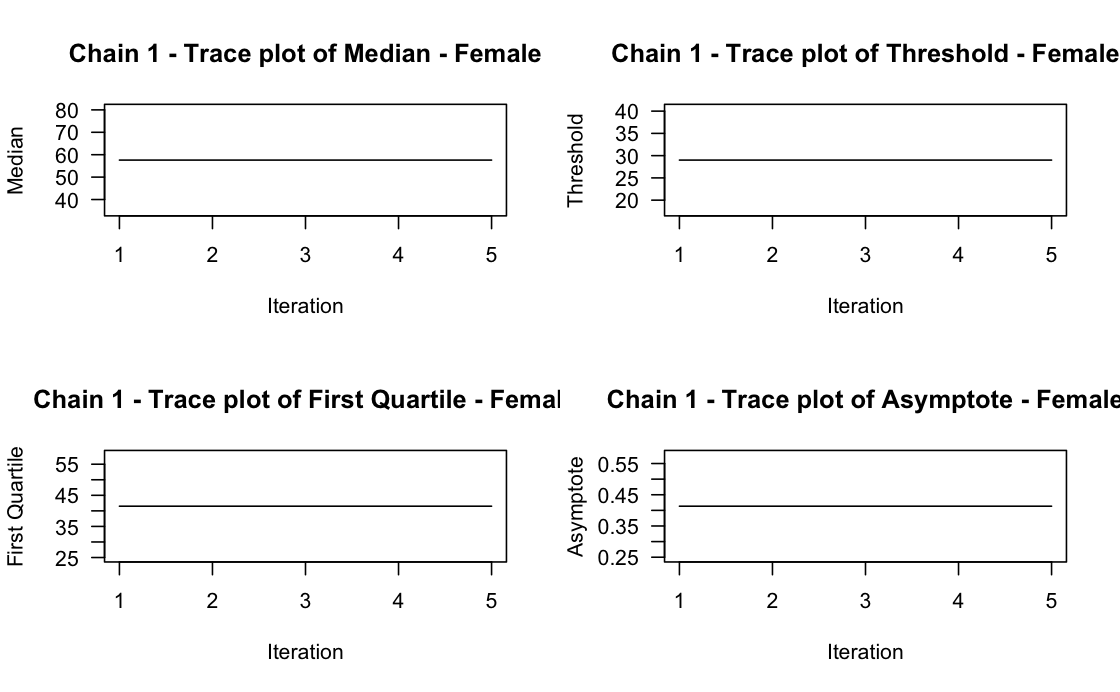 Chain 1 - Trace plot of Median - Female
Median
80
70
60
50
40
1 2 3 4 5
Iteration
Chain 1 - Trace plot of Threshold - Female
Threshold
40
35
30
25
20
1 2 3 4 5
Iteration
Chain 1 - Trace plot of First Quartile - Femal
First Quartile
55
45
35
25
1 2 3 4 5
Iteration
Chain 1 - Trace plot of Asymptote - Female
Asymptote
0.55
0.45
0.35
0.25
1 2 3 4 5
Iteration